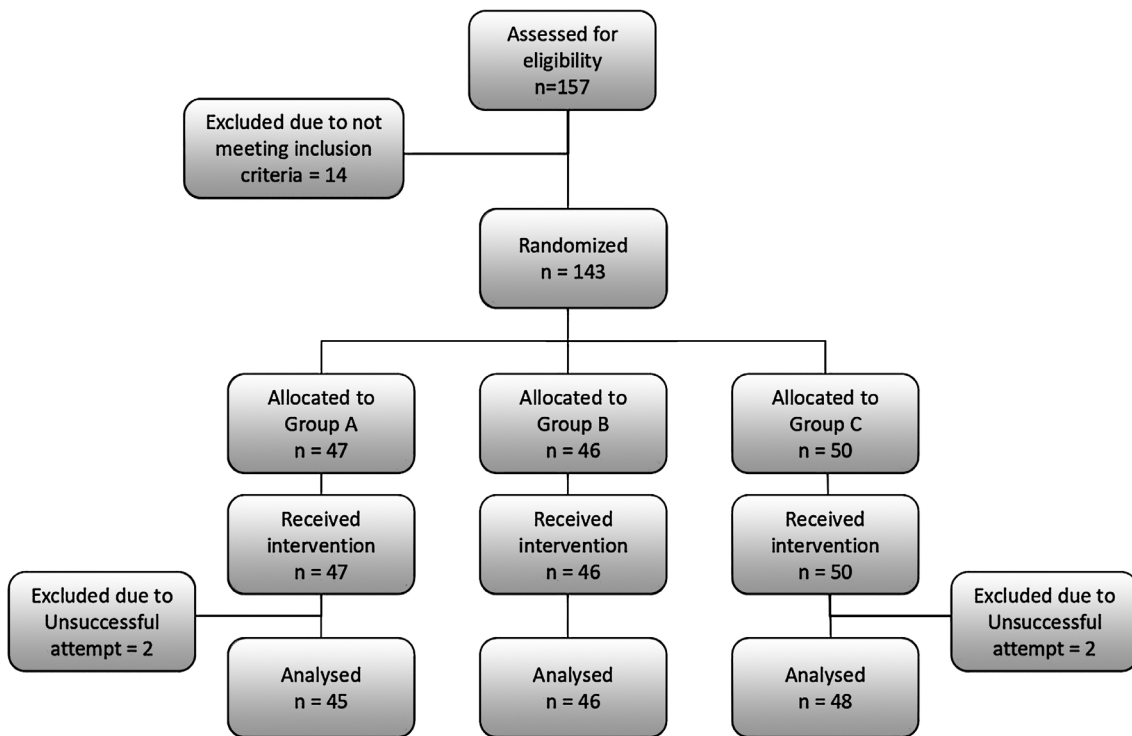 Assessed for
eligibility
n=157
Excluded due to not
meeting inclusion
criteria = 14
Randomized
n = 143
Allocated to
Group A
n = 47
Allocated to
Group B
n = 46
Allocated to
Group C
n = 50
Received
intervention
n = 47
Received
intervention
n = 46
Received
intervention
n = 50
Excluded due to
Unsuccessful
attempt = 2
Excluded due to
Unsuccessful
attempt = 2
Analysed
n = 45
Analysed
n = 46
Analysed
n = 48